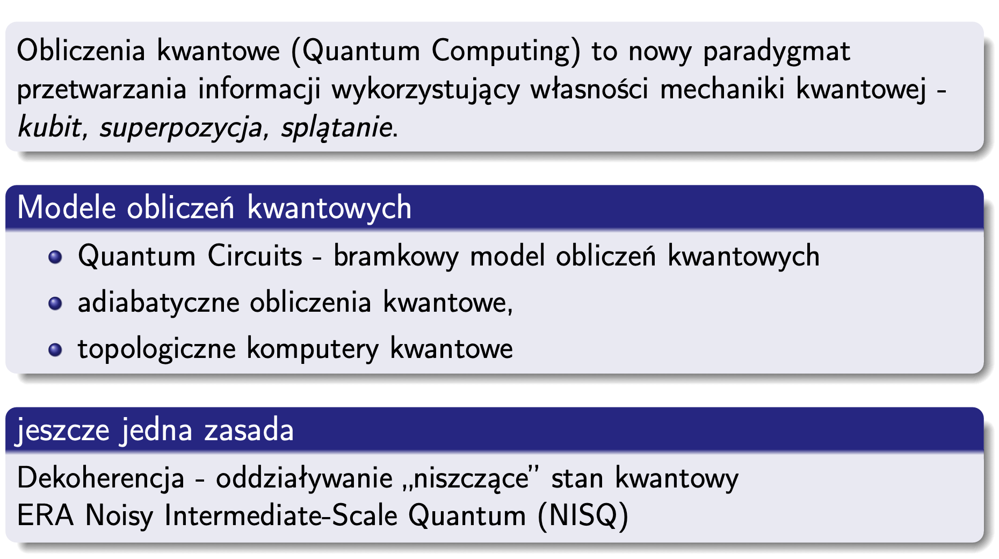 Obliczenia kwantowe (Quantum Computing) to nowy paradygmat
przetwarzania informacji wykorzystujący własności mechaniki kwantowej -
kubit, superpozycja, splątanie.
Modele obliczeń kwantowych
Quantum Circuits - bramkowy model obliczeń kwantowych
adiabatyczne obliczenia kwantowe,
topologiczne komputery kwantowe
jeszcze jedna zasada
Dekoherencja - oddziaływanie „niszczące” stan kwantowy
ERA Noisy Intermediate-Scale Quantum (NISQ)